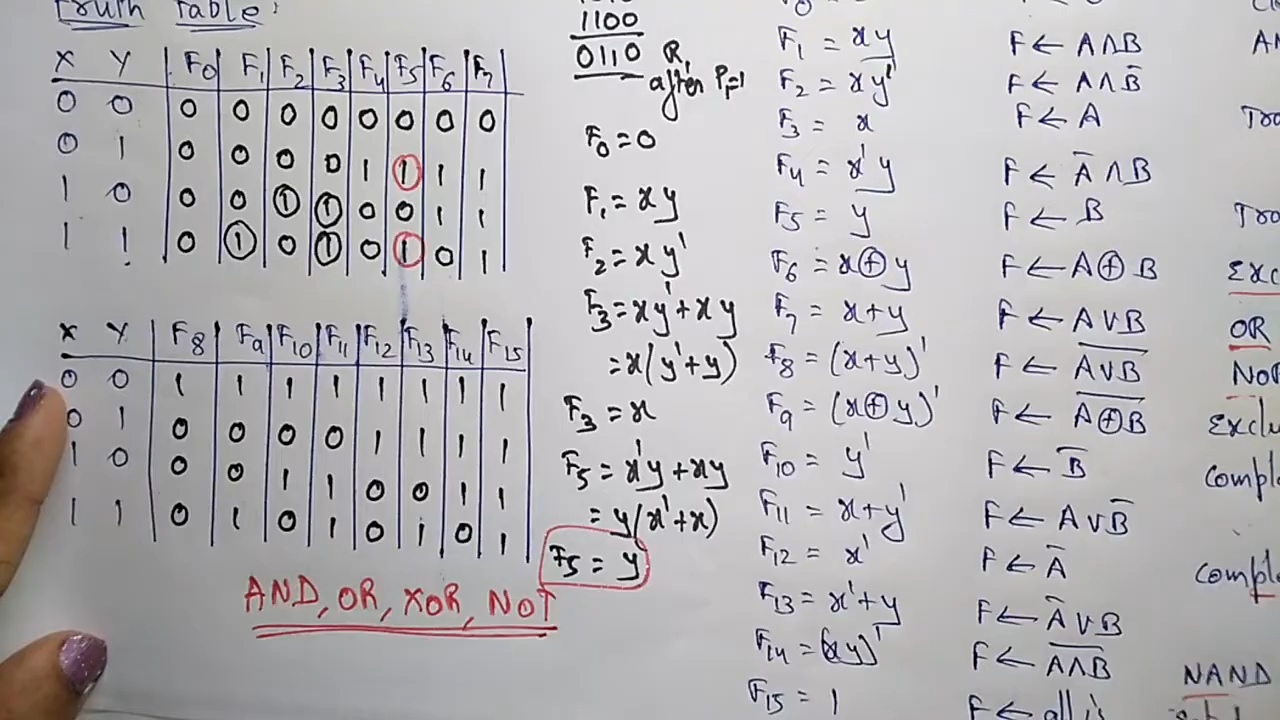 Truth Table:
X Y F₀ F₁ F₂ F₃ F₄ F₅ F₆ F₇
0 0 0 0 0 0 0 0 0 0
0 1 0 0 0 0 1 1 1 1
1 0 0 0 1 1 0 0 1 1
1 1 0 1 0 1 0 1 0 1
X Y F₈ F₉ F₁₀ F₁₁ F₁₂ F₁₃ F₁₄ F₁₅
0 0 1 1 1 1 1 1 1 1
0 1 0 0 0 0 1 1 1 1
1 0 0 0 1 1 0 0 1 1
1 1 0 1 0 1 0 1 0 1
AND, OR, XOR, NOT
1100
0110 R₁
after P₁=1
F₀ = 0
F₁ = xy
F₂ = xy'
F₃ = xy' + xy
= x(y'+y)
F₃ = x
F₅ = x'y + xy
= y(x'+x)
F₅ = y
F₁ = xy F ← A∧B
F₂ = xy' F ← A∧B̅
F₃ = x F ← A
F₄ = x'y F ← A̅∧B
F₅ = y F ← B
F₆ = x⊕y F ← A⊕B
F₇ = x+y F ← A∨B OR
F₈ = (x+y)' F ← A̅∨̅B̅
F₉ = (x⊕y)' F ← A̅⊕̅B̅
F₁₀ = y' F ← B̅
F₁₁ = x+y' F ← A∨B̅
F₁₂ = x' F ← A̅
F₁₃ = x'+y F ← A̅∨B
F₁₄ = (xy)' F ← A̅∧̅B̅ NAND
F₁₅ = 1 F ← all 1's